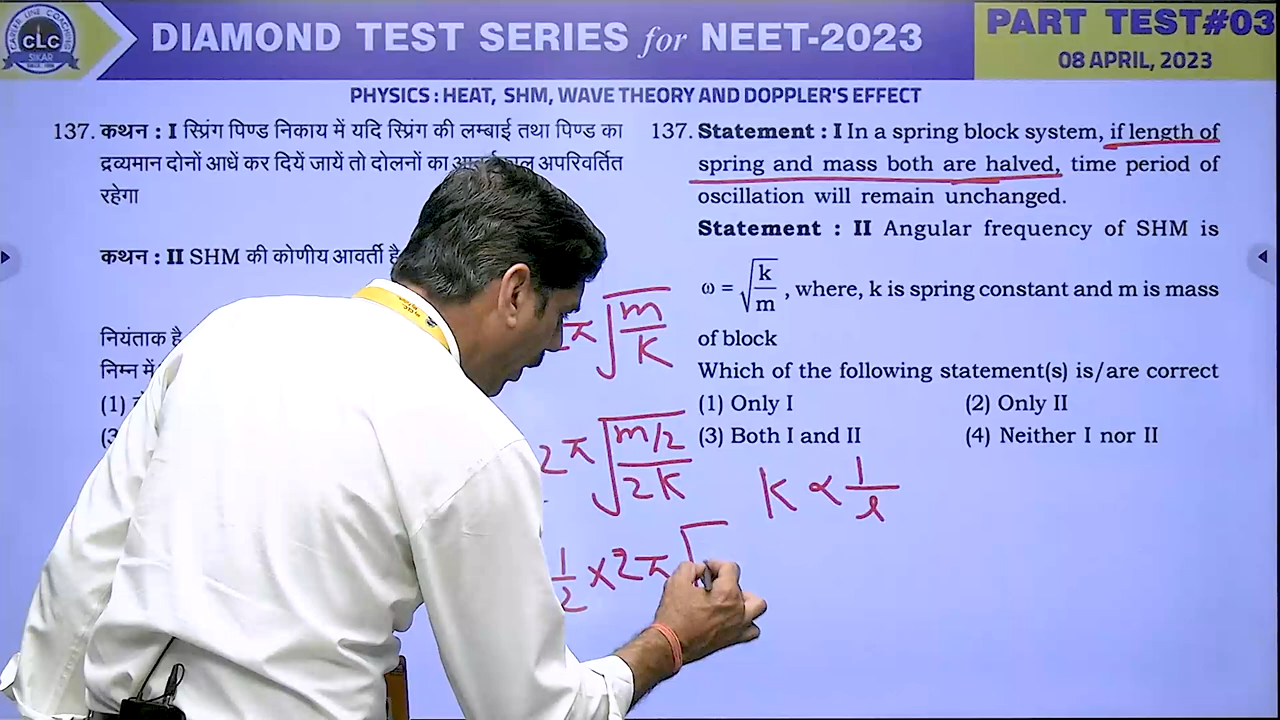 CAREER LINE COACHING
CLC
SIKAR
DIAMOND TEST SERIES for NEET-2023
PART TEST#03
08 APRIL, 2023
PHYSICS : HEAT, SHM, WAVE THEORY AND DOPPLER'S EFFECT
137. कथन : I स्प्रिंग पिण्ड निकाय में यदि स्प्रिंग की लम्बाई तथा पिण्ड का
द्रव्यमान दोनों आधें कर दियें जायें तो दोलनों का अपरिवर्तित
रहेगा
कथन : II SHM की कोणीय आवर्ती है
नियंताक है
निम्न में
(1)
(3
137. Statement : I In a spring block system, if length of
spring and mass both are halved, time period of
oscillation will remain unchanged.
Statement : II Angular frequency of SHM is
ω = √(k/m) , where, k is spring constant and m is mass
of block
Which of the following statement(s) is/are correct
(1) Only I (2) Only II
(3) Both I and II (4) Neither I nor II
π √(m/K)
2π √(m/2 / 2K)
K ∝ 1/l
1/2 × 2π √